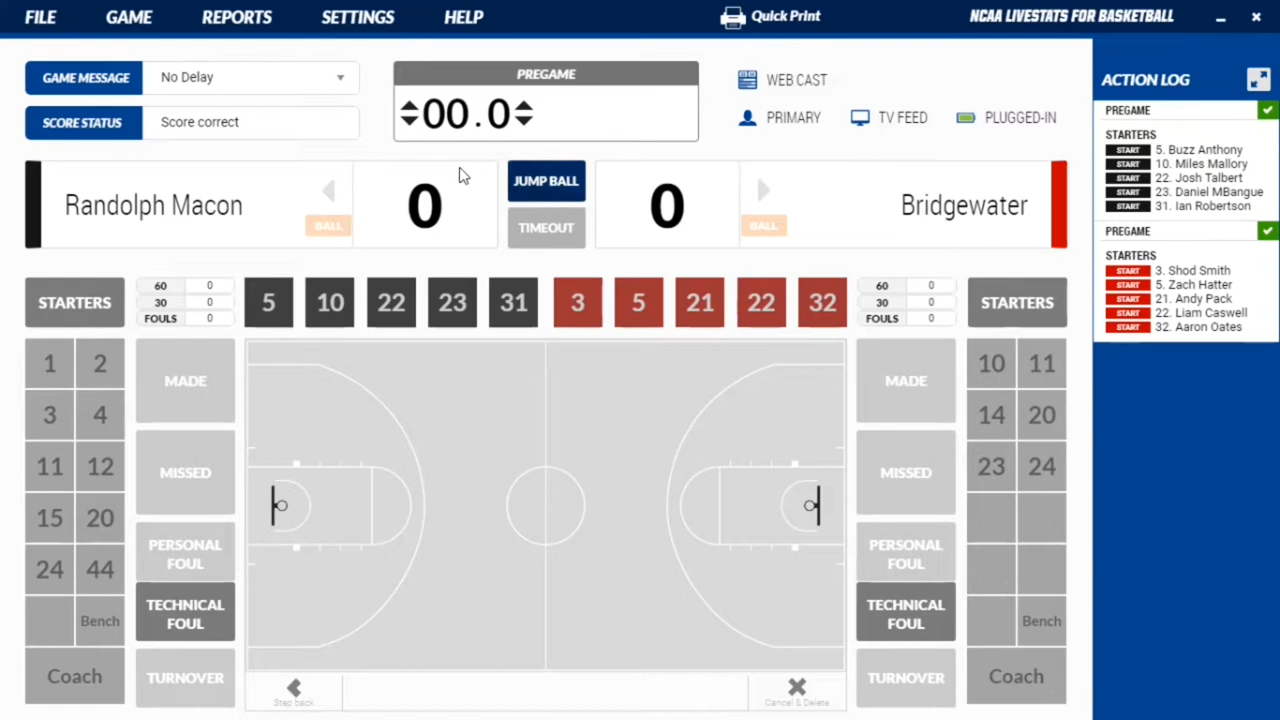 FILE GAME REPORTS SETTINGS HELP Quick Print NCAA LIVESTATS FOR BASKETBALL
GAME MESSAGE No Delay
SCORE STATUS Score correct
PREGAME
00.0
WEB CAST
PRIMARY TV FEED PLUGGED-IN
Randolph Macon BALL 0 JUMP BALL TIMEOUT 0 BALL Bridgewater
STARTERS
60 0
30 0
FOULS 0
5 10 22 23 31 3 5 21 22 32
60 0
30 0
FOULS 0
STARTERS
1 2
3 4
11 12
15 20
24 44
Bench
Coach
MADE
MISSED
PERSONAL
FOUL
TECHNICAL
FOUL
TURNOVER
Step back
Cancel & Delete
MADE
MISSED
PERSONAL
FOUL
TECHNICAL
FOUL
TURNOVER
10 11
14 20
23 24
Bench
Coach
ACTION LOG
PREGAME
STARTERS
START 5. Buzz Anthony
START 10. Miles Mallory
START 22. Josh Talbert
START 23. Daniel MBangue
START 31. Ian Robertson
PREGAME
STARTERS
START 3. Shod Smith
START 5. Zach Hatter
START 21. Andy Pack
START 22. Liam Caswell
START 32. Aaron Oates